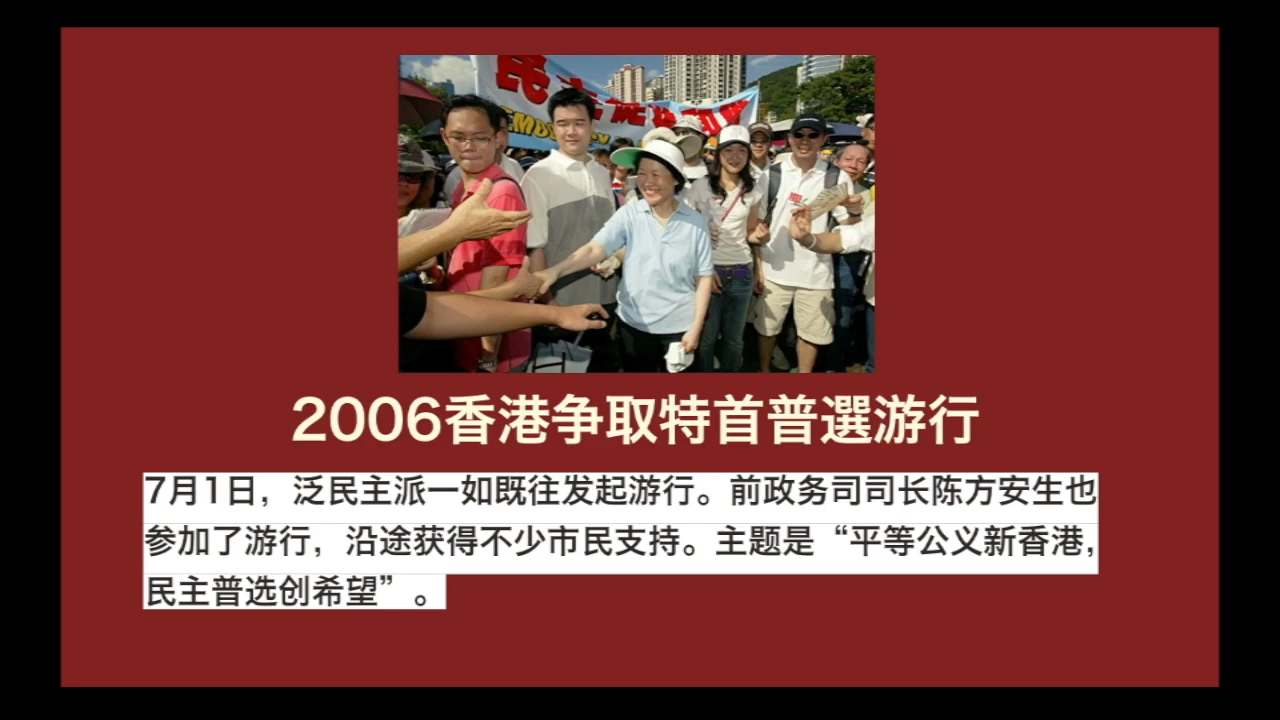 民主
EMOCRACY
2006香港争取特首普選游行
7月1日，泛民主派一如既往发起游行。前政务司司长陈方安生也
参加了游行，沿途获得不少市民支持。主题是“平等公义新香港，
民主普选创希望”。